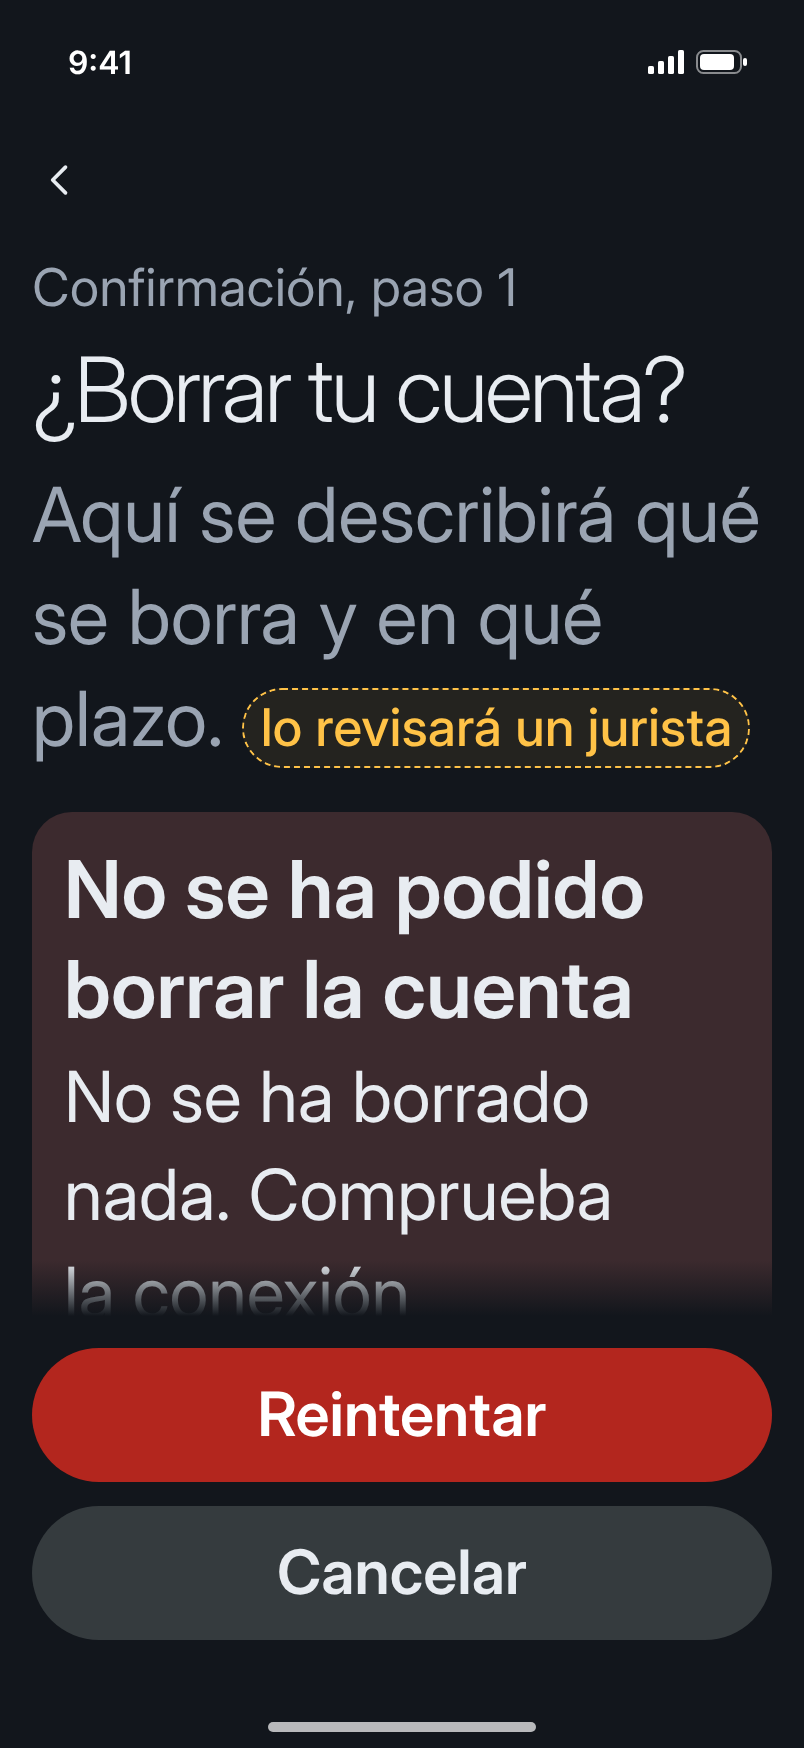 9:41
Confirmación, paso 1
¿Borrar tu cuenta?
Aquí se describirá qué
se borra y en qué
plazo. lo revisará un jurista
No se ha podido
borrar la cuenta
No se ha borrado
nada. Comprueba
la conexión
Reintentar
Cancelar